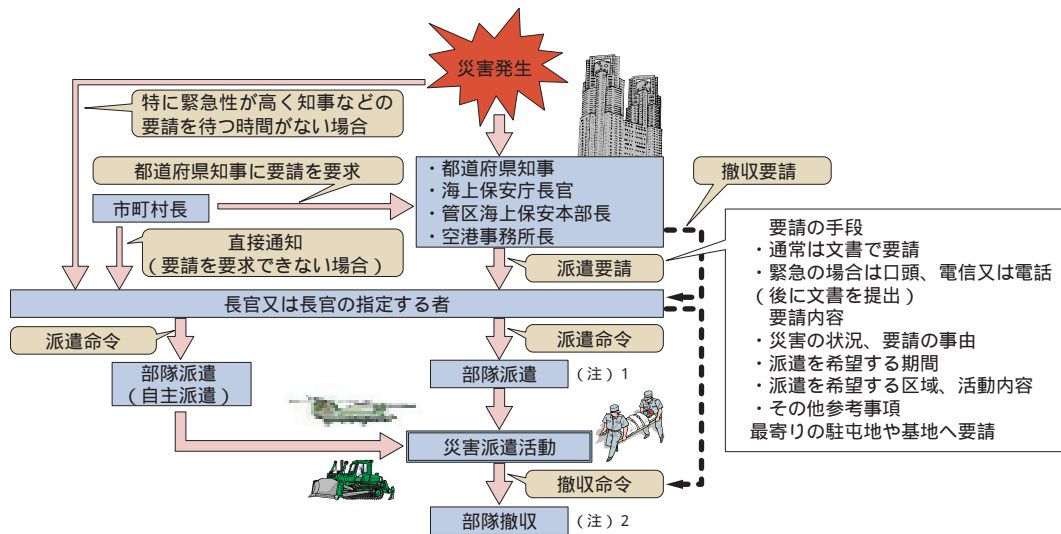 災害発生
特に緊急性が高く知事などの
要請を待つ時間がない場合
都道府県知事に要請を要求
市町村長
・都道府県知事
・海上保安庁長官
・管区海上保安本部長
・空港事務所長
撤収要請
直接通知
(要請を要求できない場合)
派遣要請
要請の手段
・通常は文書で要請
・緊急の場合は口頭、電信又は電話
(後に文書を提出)
要請内容
・災害の状況、要請の事由
・派遣を希望する期間
・派遣を希望する区域、活動内容
・その他参考事項
最寄りの駐屯地や基地へ要請
長官又は長官の指定する者
派遣命令
派遣命令
部隊派遣
(自主派遣)
部隊派遣
(注)1
災害派遣活動
撤収命令
部隊撤収
(注)2